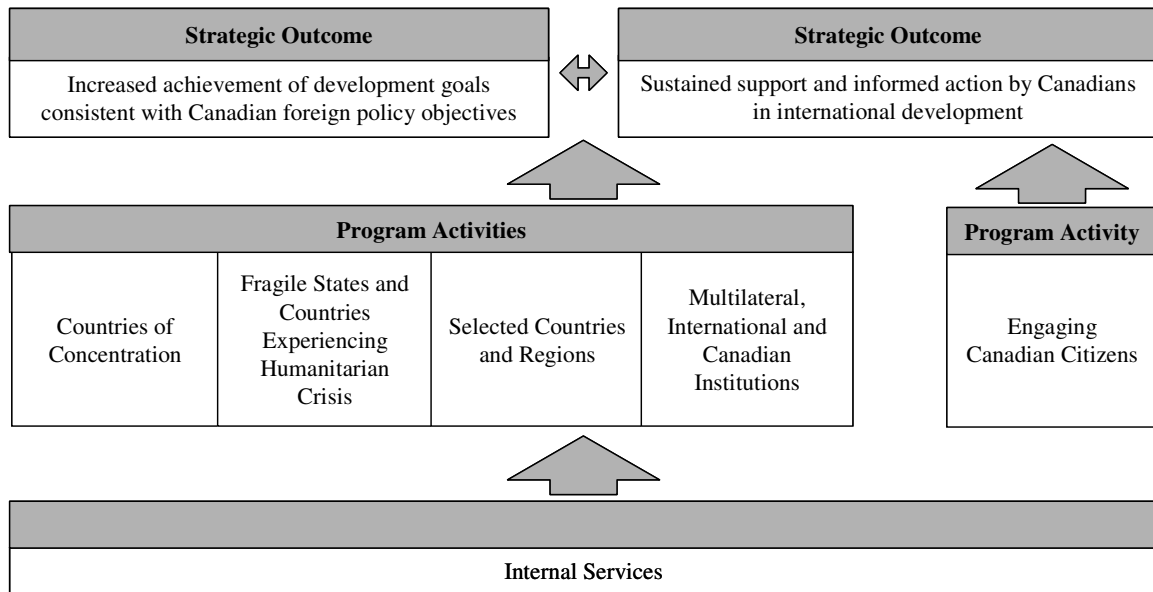 Strategic Outcome
Increased achievement of development goals
consistent with Canadian foreign policy objectives
Strategic Outcome
Sustained support and informed action by Canadians
in international development
Program Activities
Countries of
Concentration
Fragile States and
Countries
Experiencing
Humanitarian
Crisis
Selected Countries
and Regions
Multilateral,
International and
Canadian
Institutions
Program Activity
Engaging
Canadian Citizens
Internal Services